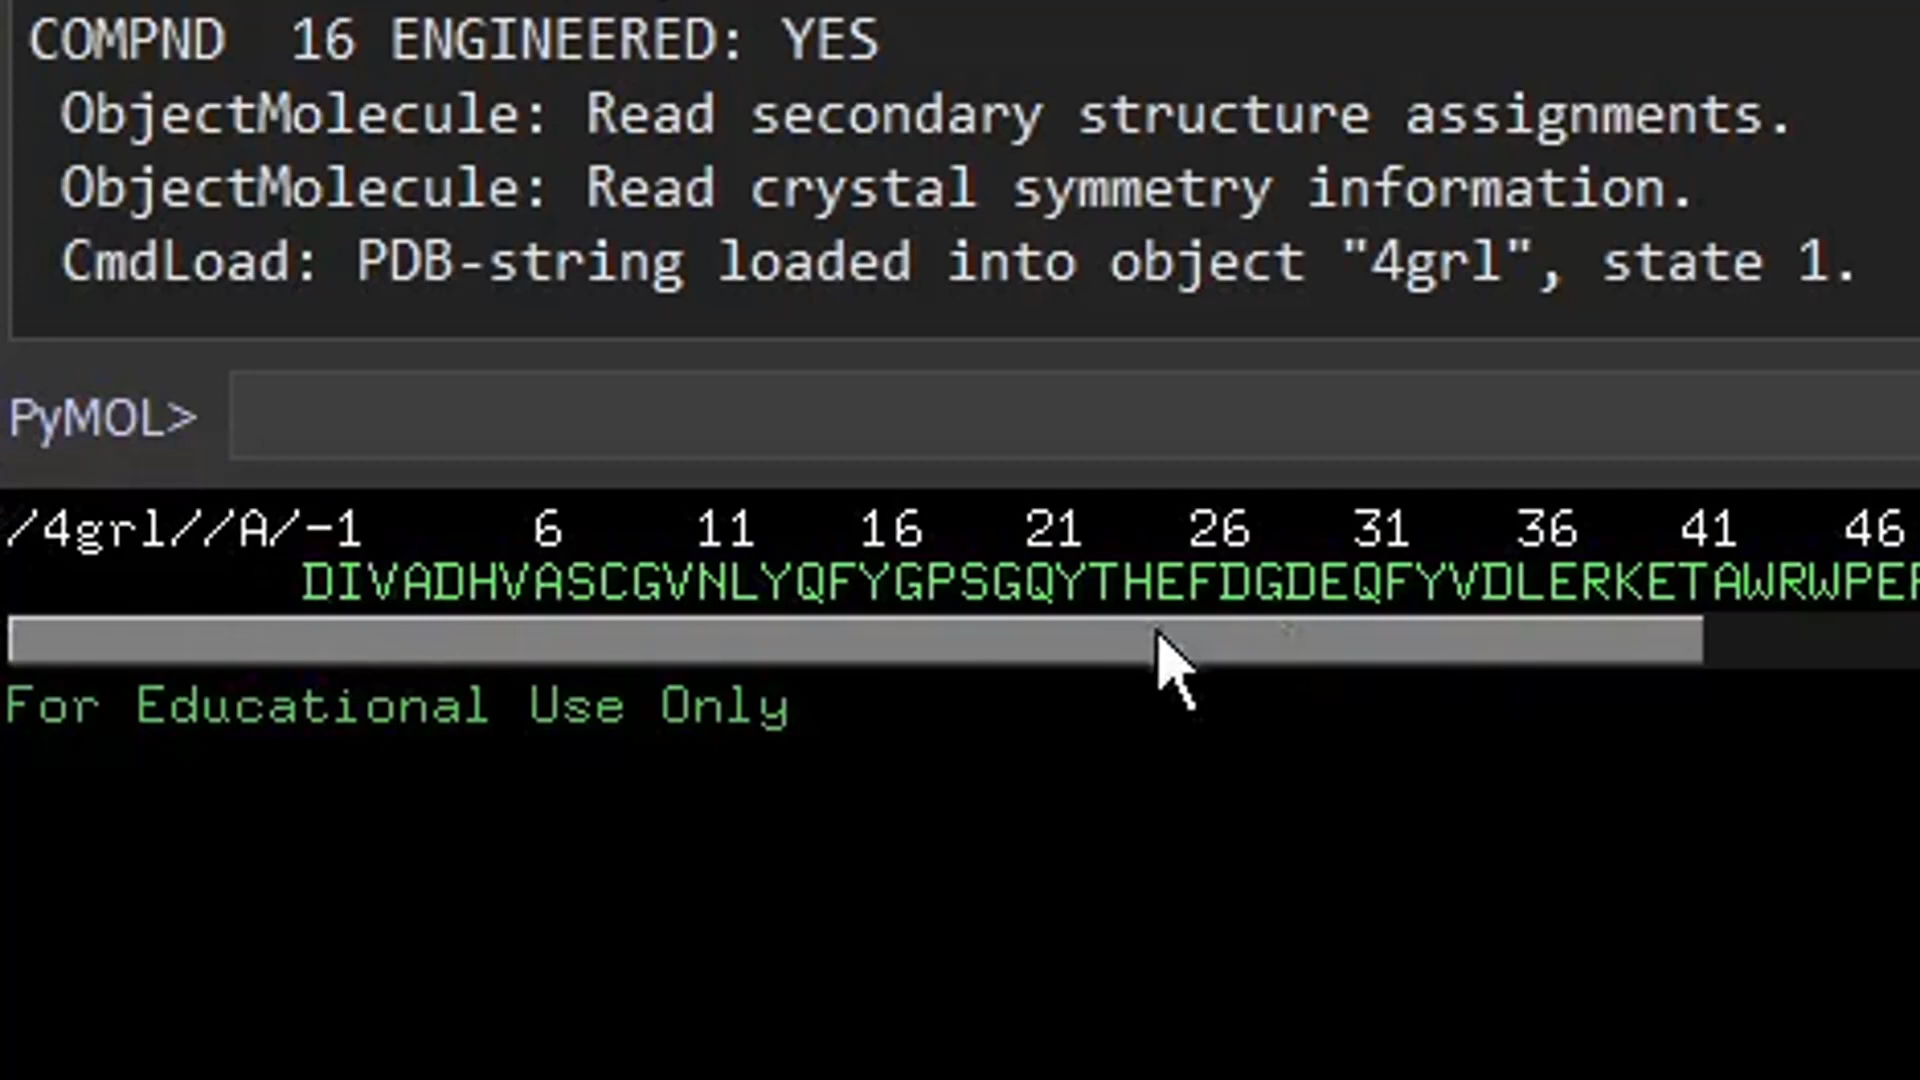 COMPND  16 ENGINEERED: YES
ObjectMolecule: Read secondary structure assignments.
ObjectMolecule: Read crystal symmetry information.
CmdLoad: PDB-string loaded into object "4grl", state 1.
PyMOL>
/4grl//A/-1 6 11 16 21 26 31 36 41 46
DIVADHVASCGVNLYQFYGPSGQYTHEFDGDEQFYVDLERKETAWRWPE
For Educational Use Only